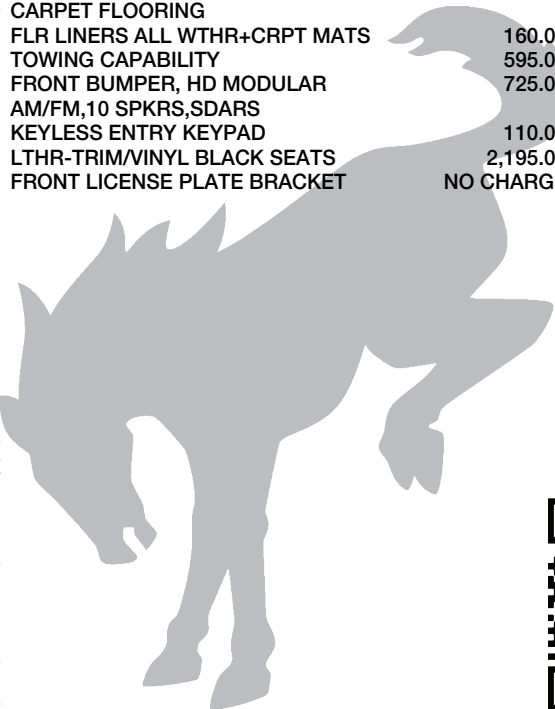 CARPET FLOORING
FLR LINERS ALL WTHR+CRPT MATS 160.0
TOWING CAPABILITY 595.0
FRONT BUMPER, HD MODULAR 725.0
AM/FM,10 SPKRS,SDARS
KEYLESS ENTRY KEYPAD 110.0
LTHR-TRIM/VINYL BLACK SEATS 2,195.0
FRONT LICENSE PLATE BRACKET NO CHARG